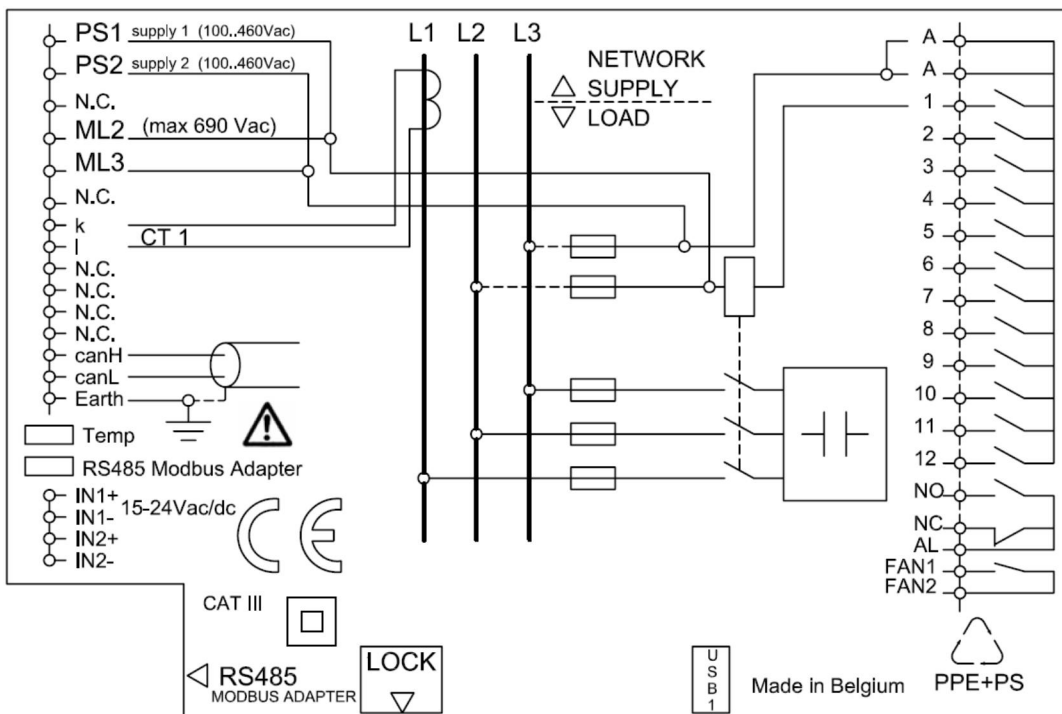 PS1 supply 1 (100..460Vac)
PS2 supply 2 (100..460Vac)
N.C.
ML2 (max 690 Vac)
ML3
N.C.
k
l CT 1
N.C.
N.C.
N.C.
N.C.
canH
canL
Earth
Temp
RS485 Modbus Adapter
IN1+ 15-24Vac/dc
IN1-
IN2+
IN2-
CE
CAT III
RS485
MODBUS ADAPTER
LOCK
L1 L2 L3
NETWORK
SUPPLY
LOAD
A
A
1
2
3
4
5
6
7
8
9
10
11
12
NO
NC
AL
FAN1
FAN2
USB1
Made in Belgium
PPE+PS